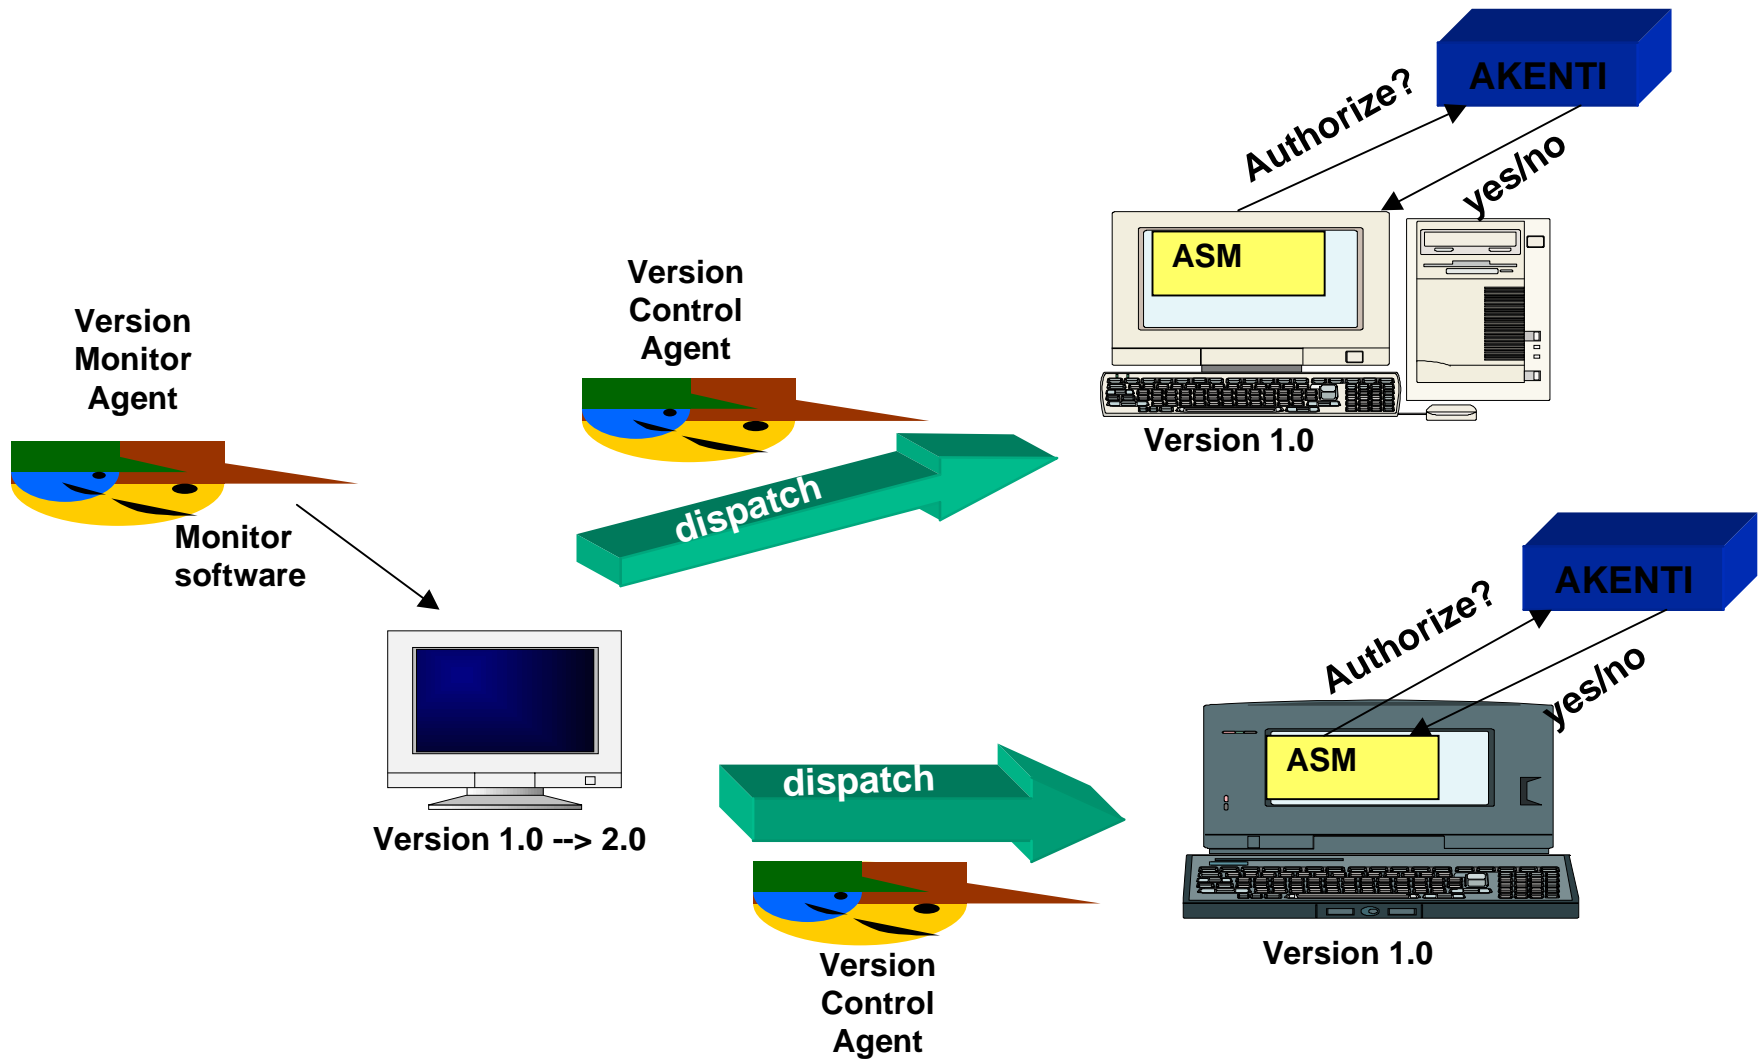 AKENTI
Authorize?
yes/no
ASM
Version 1.0
Version
Control
Agent
dispatch
Version
Monitor
Agent
Monitor
software
Version 1.0 --> 2.0
AKENTI
Authorize?
yes/no
ASM
Version 1.0
dispatch
Version
Control
Agent